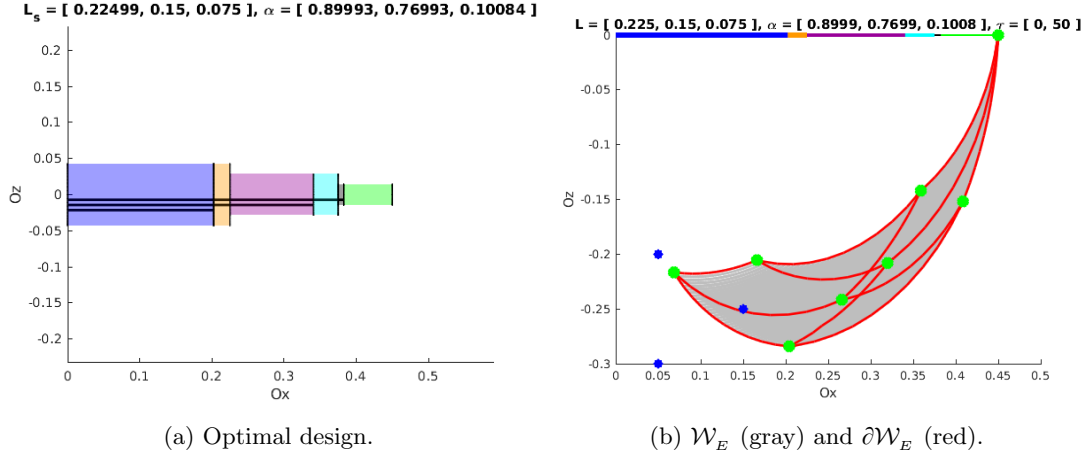 L_s = [ 0.22499, 0.15, 0.075 ], α = [ 0.89993, 0.76993, 0.10084 ]
0.2
0.15
0.1
0.05
0
-0.05
-0.1
-0.15
-0.2
Oz
0 0.1 0.2 0.3 0.4 0.5
Ox
(a) Optimal design.
L = [ 0.225, 0.15, 0.075 ], α = [ 0.8999, 0.7699, 0.1008 ], τ = [ 0, 50 ]
0
-0.05
-0.1
-0.15
-0.2
-0.25
-0.3
Oz
0 0.05 0.1 0.15 0.2 0.25 0.3 0.35 0.4 0.45 0.5
Ox
(b) 𝒲_E (gray) and ∂𝒲_E (red).